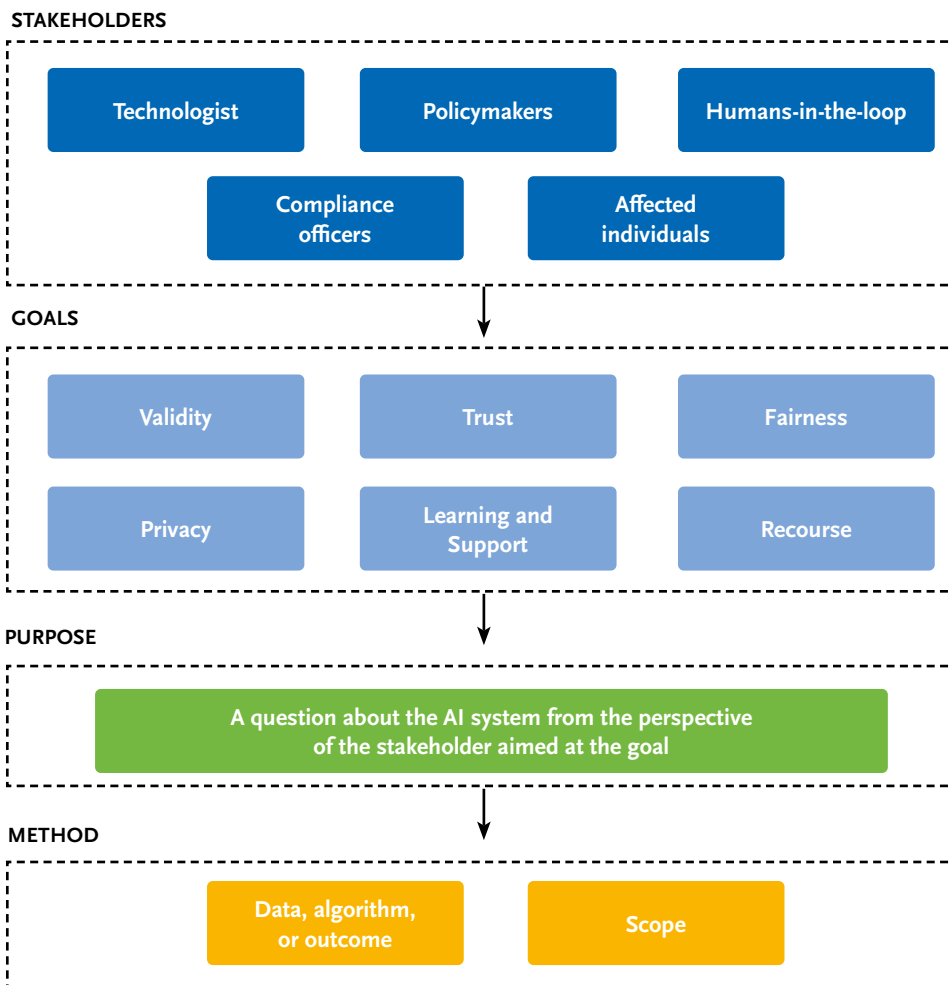 STAKEHOLDERS
Technologist
Policymakers
Humans-in-the-loop
Compliance
officers
Affected
individuals
GOALS
Validity
Trust
Fairness
Privacy
Learning and
Support
Recourse
PURPOSE
A question about the AI system from the perspective
of the stakeholder aimed at the goal
METHOD
Data, algorithm,
or outcome
Scope